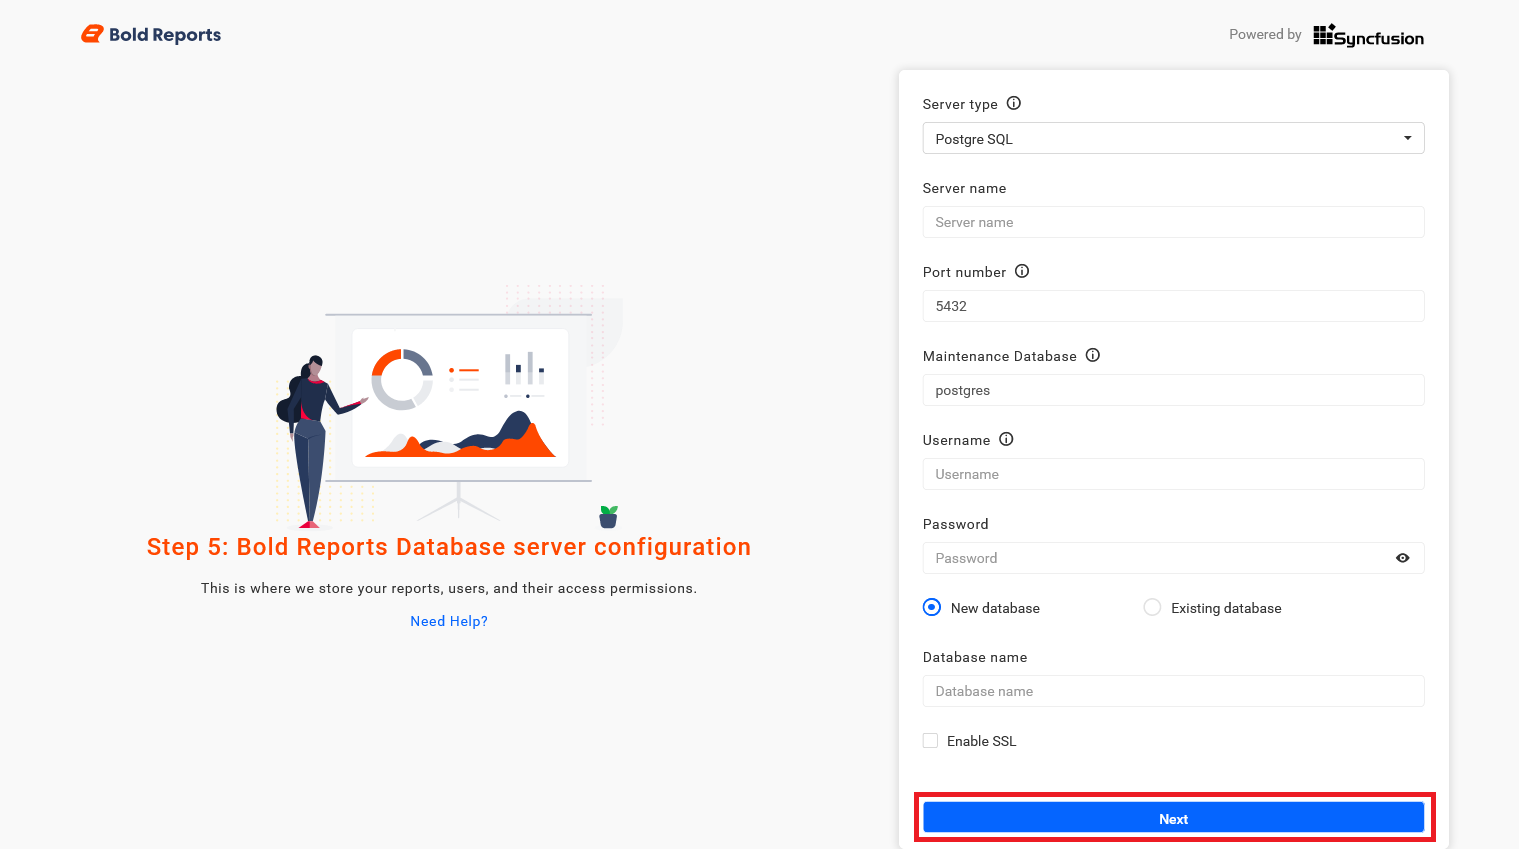 Bold Reports
Powered by Syncfusion
Server type
Postgre SQL
Server name
Server name
Port number
5432
Maintenance Database
postgres
Username
Username
Password
Password
New database Existing database
Database name
Database name
Enable SSL
Next
Step 5: Bold Reports Database server configuration
This is where we store your reports, users, and their access permissions.
Need Help?